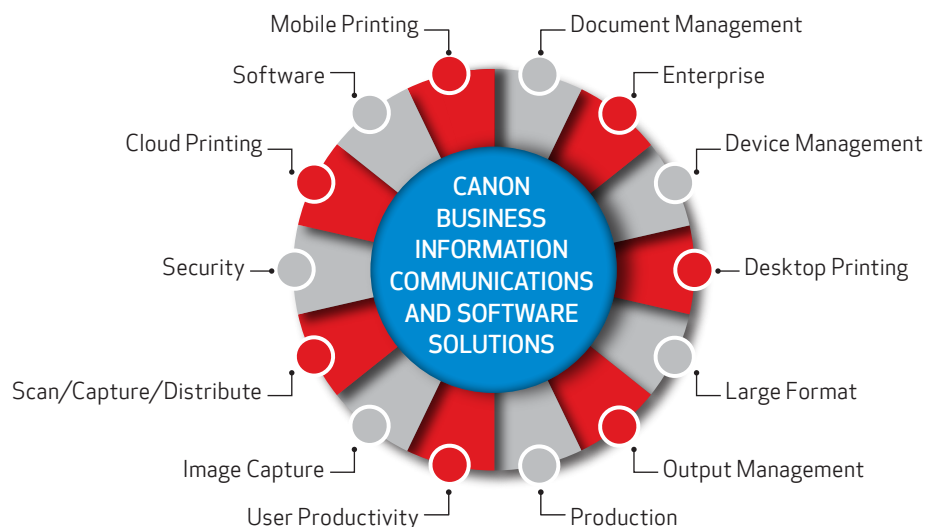 Mobile Printing
Document Management
Software
Enterprise
Cloud Printing
Device Management
CANON
BUSINESS
INFORMATION
COMMUNICATIONS
AND SOFTWARE
SOLUTIONS
Security
Desktop Printing
Scan/Capture/Distribute
Large Format
Image Capture
Output Management
User Productivity
Production